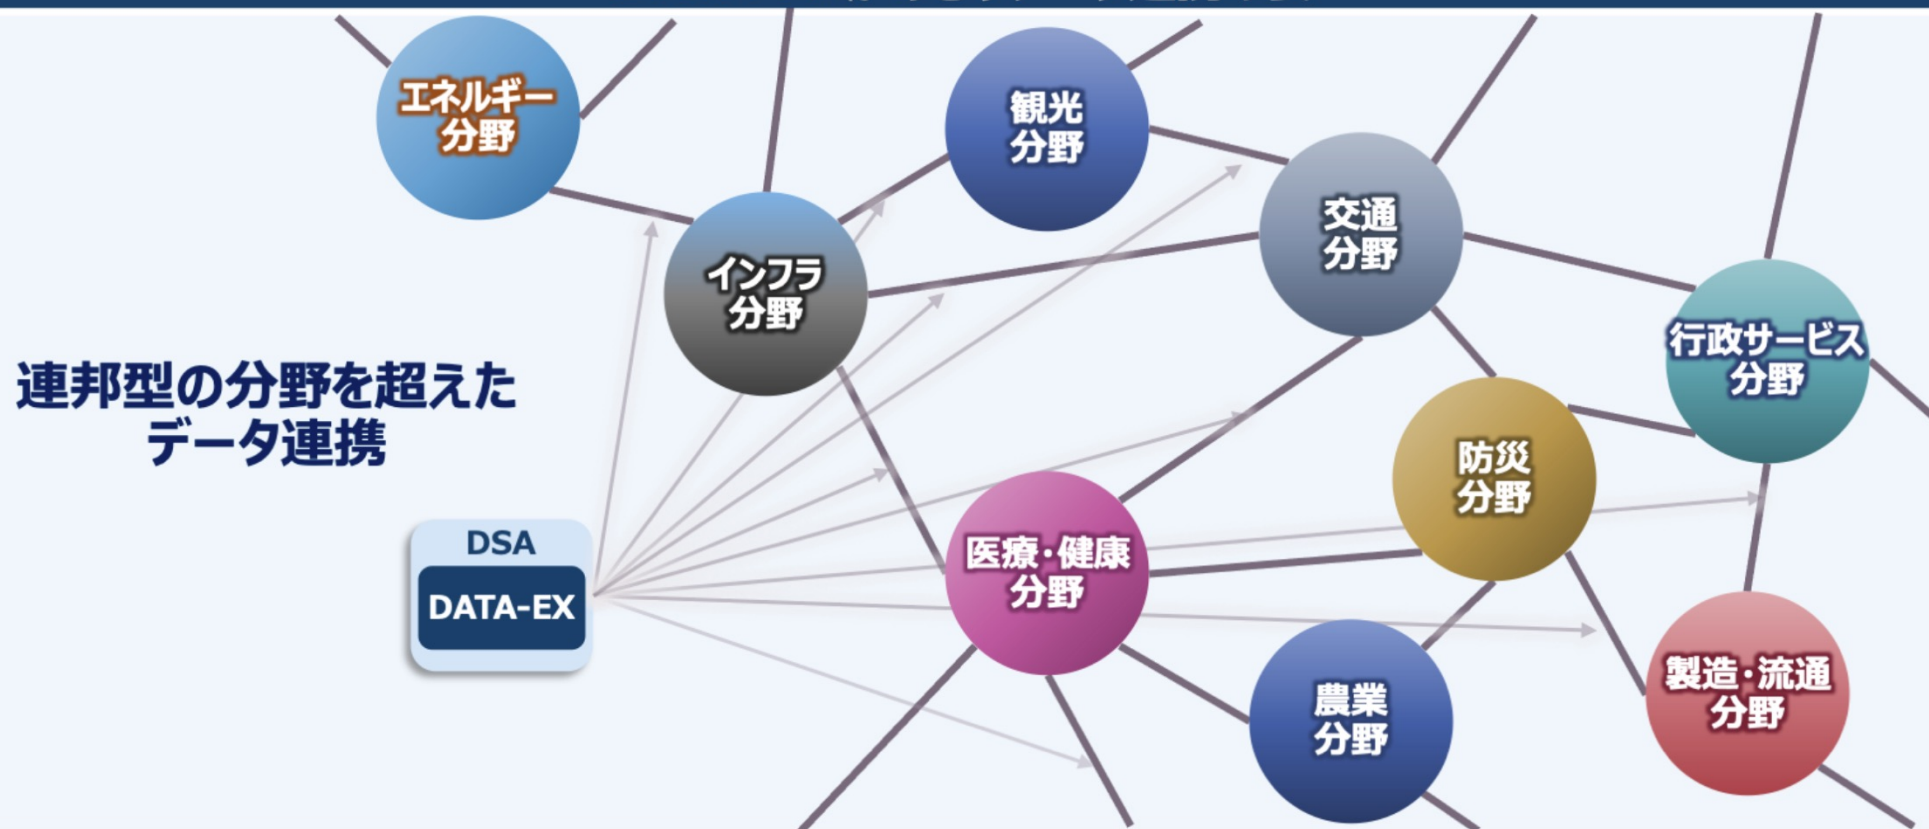 エネルギー
分野
観光
分野
交通
分野
インフラ
分野
行政サービス
分野
連邦型の分野を超えた
データ連携
防災
分野
DSA
DATA-EX
医療・健康
分野
農業
分野
製造・流通
分野